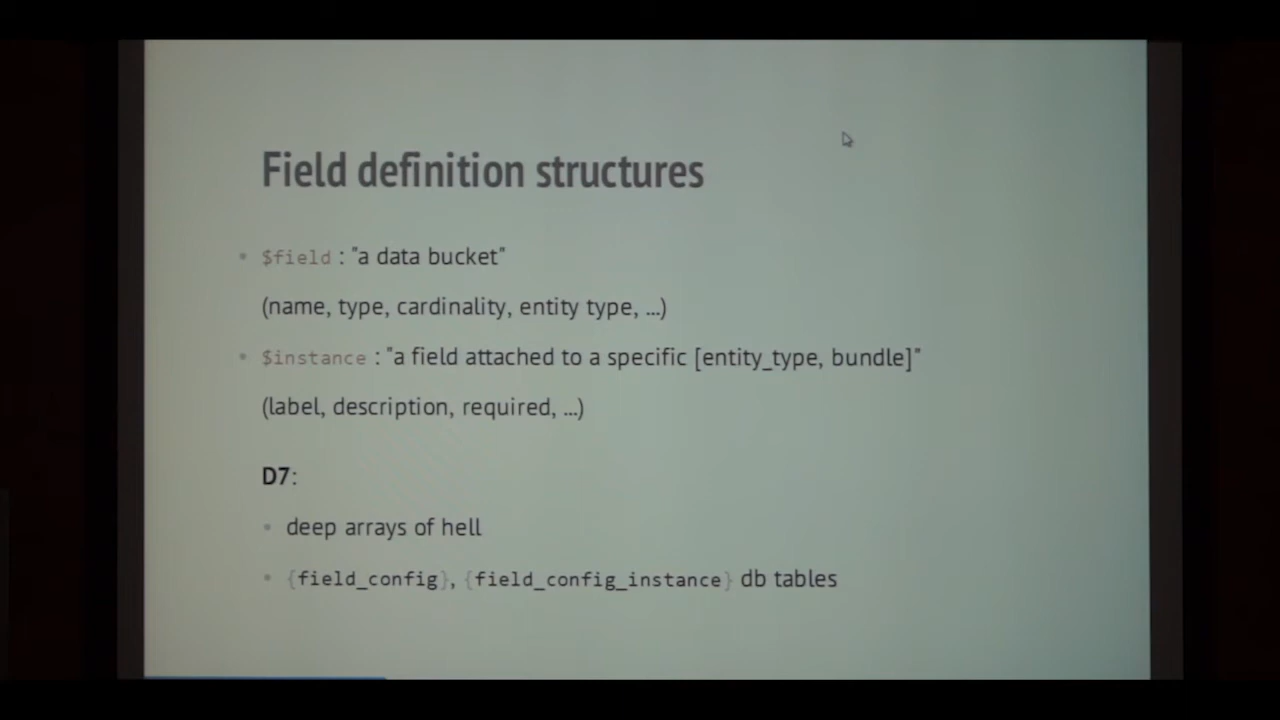 Field definition structures
$field : "a data bucket"
(name, type, cardinality, entity type, ...)
$instance : "a field attached to a specific [entity_type, bundle]"
(label, description, required, ...)
D7:
deep arrays of hell
{field_config}, {field_config_instance} db tables